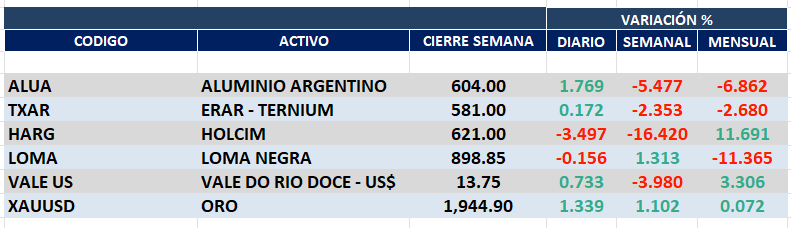 VARIACIÓN %
CODIGO ACTIVO CIERRE SEMANA DIARIO SEMANAL MENSUAL
ALUA ALUMINIO ARGENTINO 604.00 1.769 -5.477 -6.862
TXAR ERAR - TERNIUM 581.00 0.172 -2.353 -2.680
HARG HOLCIM 621.00 -3.497 -16.420 11.691
LOMA LOMA NEGRA 898.85 -0.156 1.313 -11.365
VALE US VALE DO RIO DOCE - US$ 13.75 0.733 -3.980 3.306
XAUUSD ORO 1,944.90 1.339 1.102 0.072